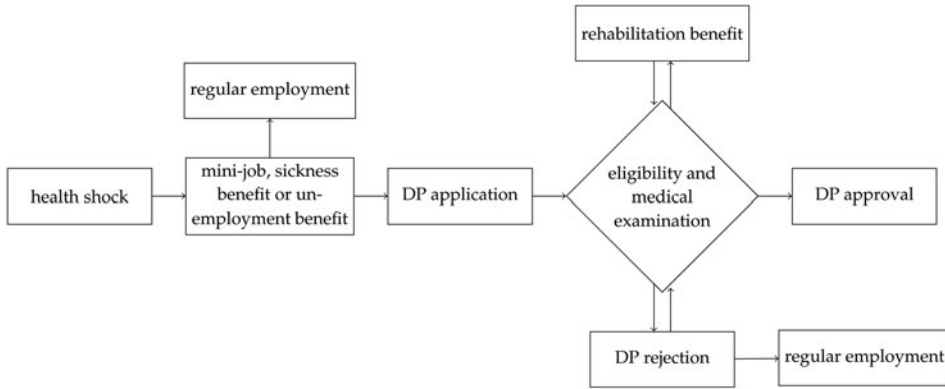 rehabilitation benefit
regular employment
health shock
mini-job, sickness
benefit or un-
employment benefit
DP application
eligibility and
medical
examination
DP approval
DP rejection
regular employment